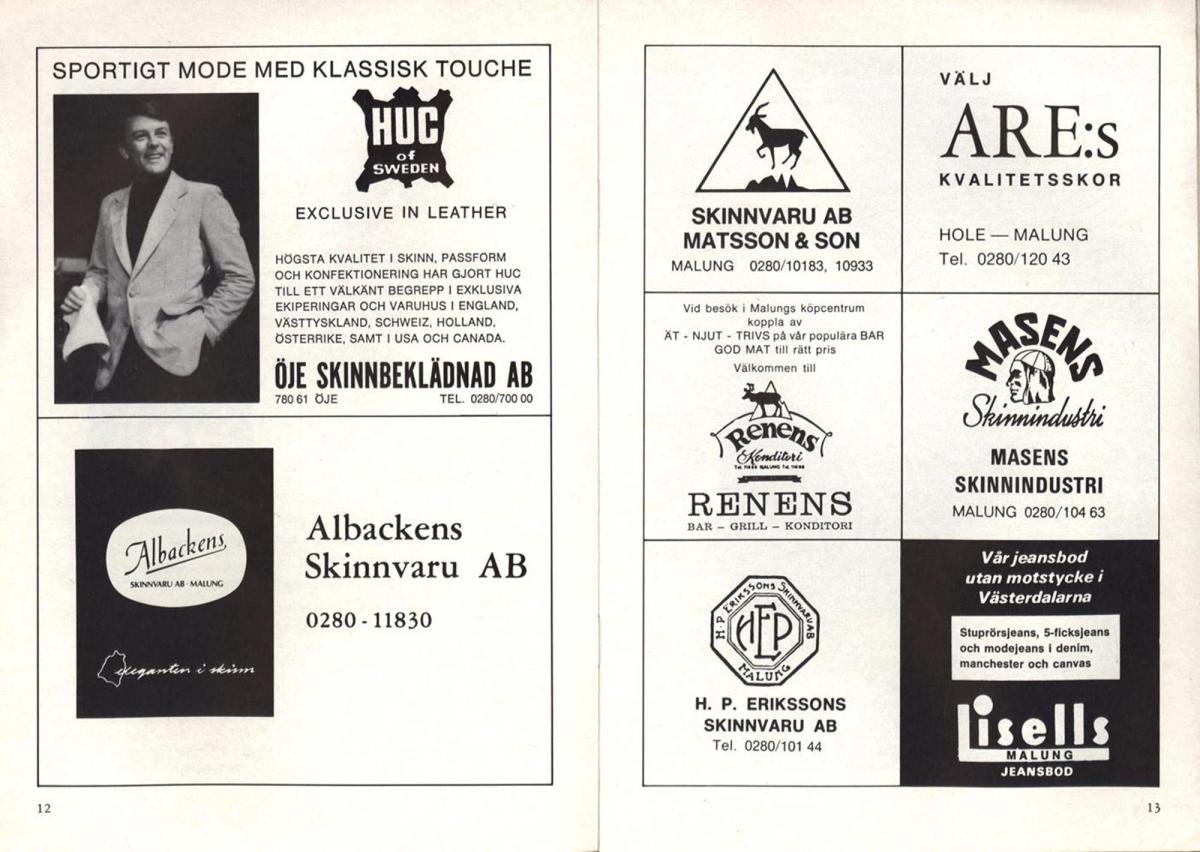 SPORTIGT MODE MED KLASSISK TOUCHE
HUC
of
SWEDEN
EXCLUSIVE IN LEATHER
HÖGSTA KVALITET I SKINN, PASSFORM
OCH KONFEKTIONERING HAR GJORT HUC
TILL ETT VÄLKÄNT BEGREPP I EXKLUSIVA
EKIPERINGAR OCH VARUHUS I ENGLAND,
VÄSTTYSKLAND, SCHWEIZ, HOLLAND,
ÖSTERRIKE, SAMT I USA OCH CANADA.
ÖJE SKINNBEKLÄDNAD AB
780 61 ÖJE TEL. 0280/700 00
Albackens
SKINNVARU AB · MALUNG
eleganten i skinn
Albackens
Skinnvaru AB
0280 - 11830
12
SKINNVARU AB
MATSSON & SON
MALUNG 0280/10183, 10933
VÄLJ
ARE:s
KVALITETSSKOR
HOLE — MALUNG
Tel. 0280/120 43
Vid besök i Malungs köpcentrum
koppla av
ÄT - NJUT - TRIVS på vår populära BAR
GOD MAT till rätt pris
Välkommen till
Renens
Konditori
MALUNG
RENENS
BAR – GRILL – KONDITORI
MASENS
Skinnindustri
MASENS
SKINNINDUSTRI
MALUNG 0280/104 63
H·P ERIKSSONS SKINNVARU AB
HEP
MALUNG
H. P. ERIKSSONS
SKINNVARU AB
Tel. 0280/101 44
Vår jeansbod
utan motstycke i
Västerdalarna
Stuprörsjeans, 5-ficksjeans
och modejeans i denim,
manchester och canvas
Lisells
MALUNG
JEANSBOD
13